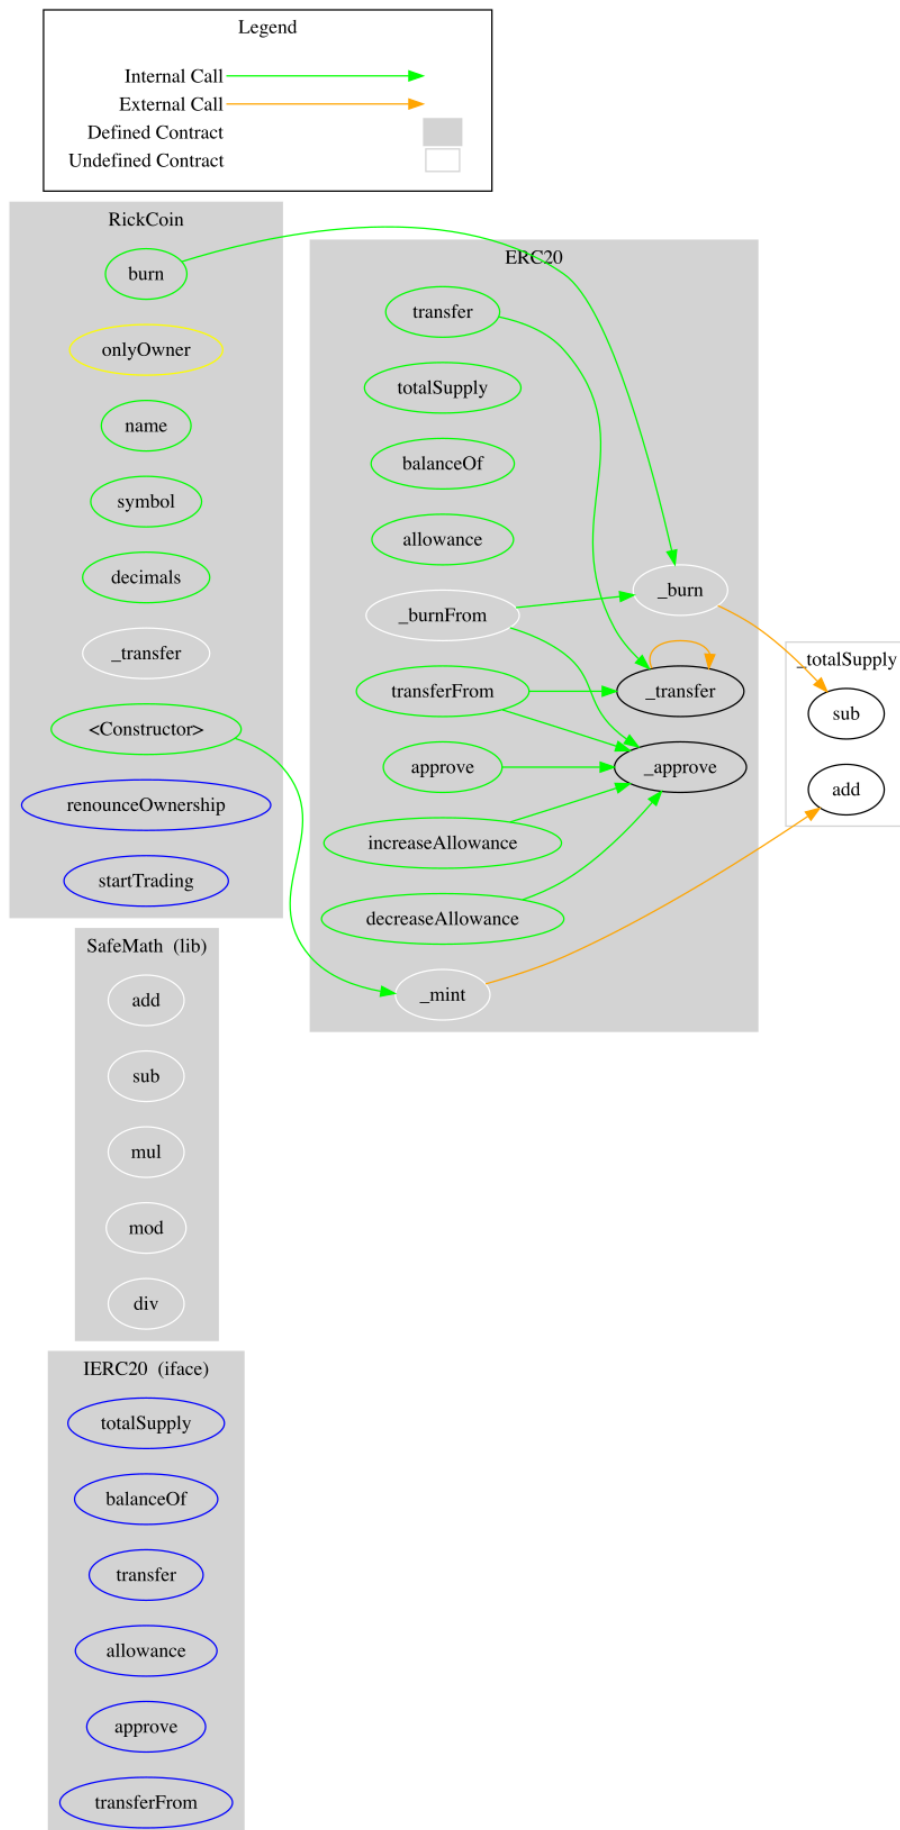 Legend
Internal Call
External Call
Defined Contract
Undefined Contract
RickCoin
burn
onlyOwner
name
symbol
decimals
_transfer
<Constructor>
renounceOwnership
startTrading
ERC20
transfer
totalSupply
balanceOf
allowance
_burnFrom
transferFrom
approve
increaseAllowance
decreaseAllowance
_mint
_burn
_transfer
_approve
_totalSupply
sub
add
SafeMath (lib)
add
sub
mul
mod
div
IERC20 (iface)
totalSupply
balanceOf
transfer
allowance
approve
transferFrom